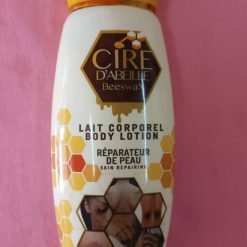 CIRE
D'ABEILLE
Beeswax
LAIT CORPOREL
BODY LOTION
RÉPARATEUR
DE PEAU
SKIN REPAIRING